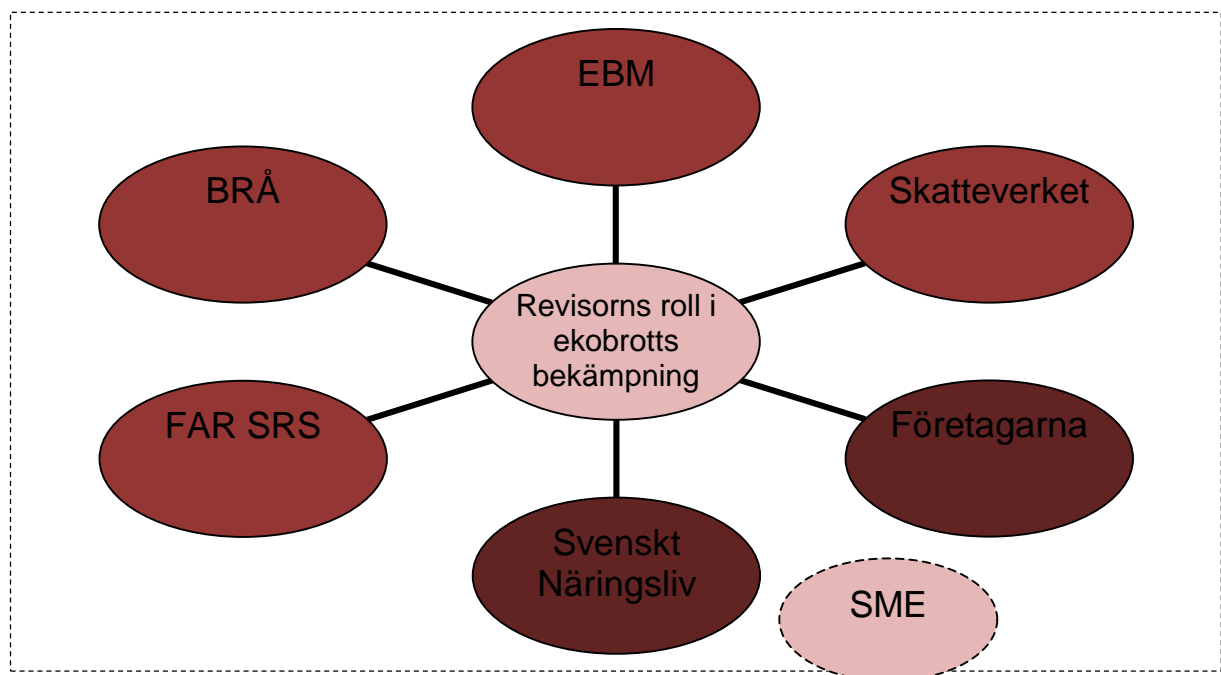 EBM
BRÅ
Skatteverket
Revisorns roll i
ekobrotts
bekämpning
FAR SRS
Företagarna
Svenskt
Näringsliv
SME